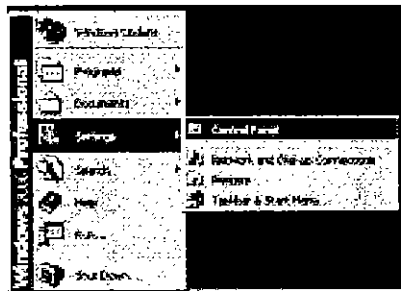 Windows Update
Programs
Documents
Settings
Search
Help
Run...
Shut Down...
Control Panel
Network and Dial-up Connections
Printers
Taskbar & Start Menu...
Windows 2000 Professional